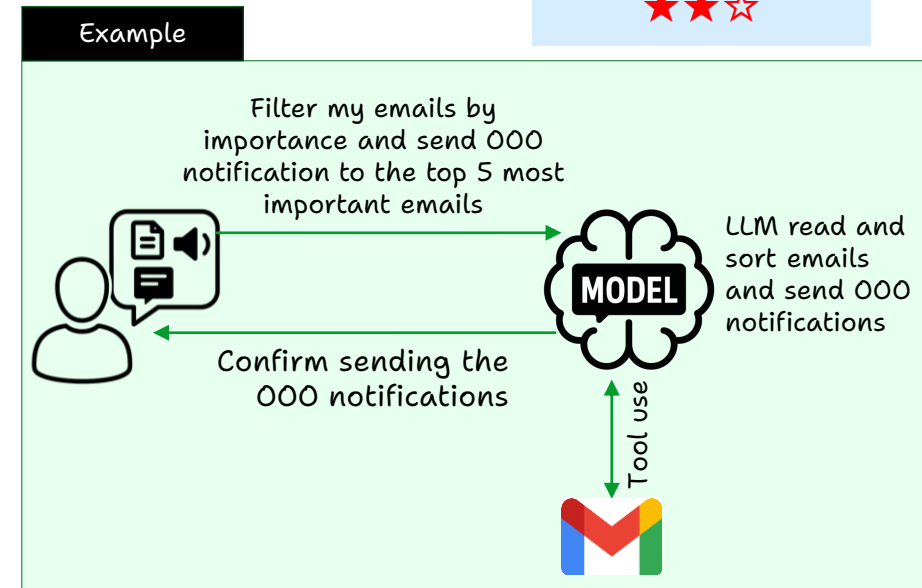 Example
Filter my emails by
importance and send OOO
notification to the top 5 most
important emails
MODEL
LLM read and
sort emails
and send OOO
notifications
Confirm sending the
OOO notifications
Tool use